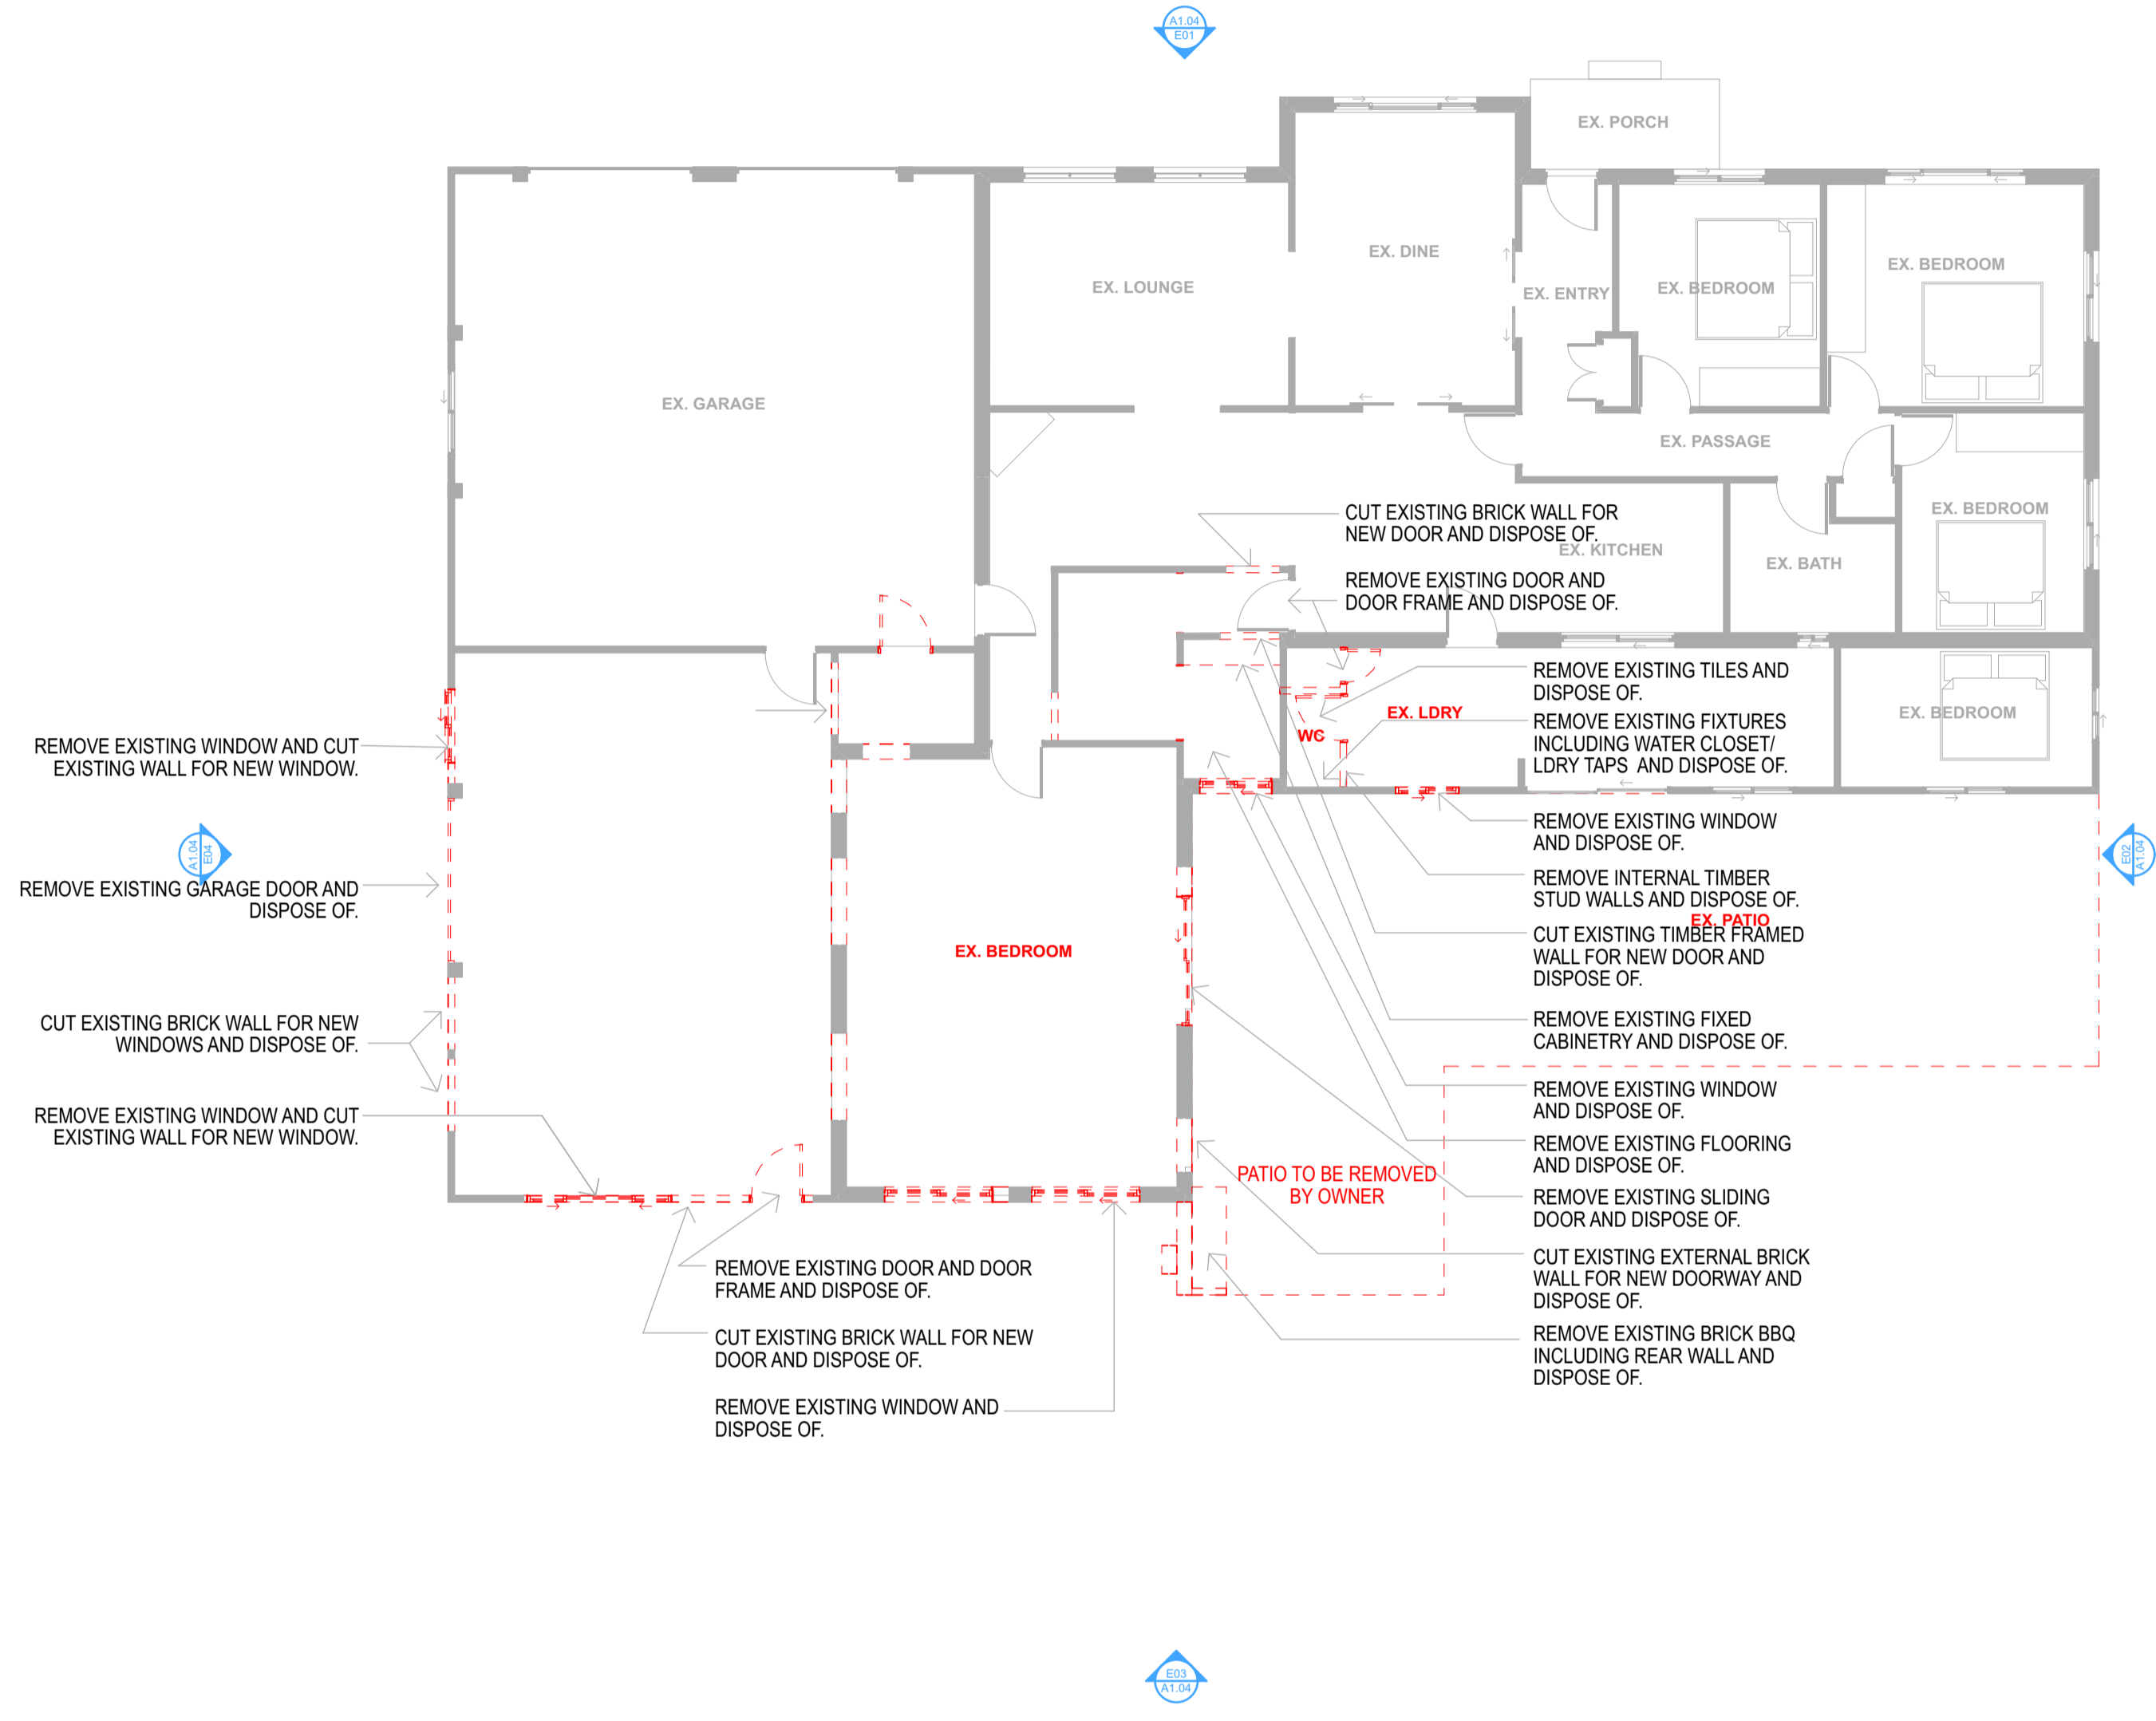 A1.04
E01
EX. PORCH
EX. DINE
EX. LOUNGE
EX. ENTRY
EX. BEDROOM
EX. BEDROOM
EX. GARAGE
EX. PASSAGE
EX. BEDROOM
CUT EXISTING BRICK WALL FOR
NEW DOOR AND DISPOSE OF.
EX. KITCHEN
EX. BATH
REMOVE EXISTING DOOR AND
DOOR FRAME AND DISPOSE OF.
REMOVE EXISTING TILES AND
DISPOSE OF.
EX. LDRY
WC
EX. BEDROOM
REMOVE EXISTING FIXTURES
INCLUDING WATER CLOSET/
LDRY TAPS AND DISPOSE OF.
REMOVE EXISTING WINDOW AND CUT
EXISTING WALL FOR NEW WINDOW.
REMOVE EXISTING WINDOW
AND DISPOSE OF.
A1.04
E04
E02
A1.04
REMOVE EXISTING GARAGE DOOR AND
DISPOSE OF.
REMOVE INTERNAL TIMBER
STUD WALLS AND DISPOSE OF.
EX. PATIO
CUT EXISTING TIMBER FRAMED
WALL FOR NEW DOOR AND
DISPOSE OF.
EX. BEDROOM
CUT EXISTING BRICK WALL FOR NEW
WINDOWS AND DISPOSE OF.
REMOVE EXISTING FIXED
CABINETRY AND DISPOSE OF.
REMOVE EXISTING WINDOW AND CUT
EXISTING WALL FOR NEW WINDOW.
REMOVE EXISTING WINDOW
AND DISPOSE OF.
REMOVE EXISTING FLOORING
AND DISPOSE OF.
PATIO TO BE REMOVED
BY OWNER
REMOVE EXISTING SLIDING
DOOR AND DISPOSE OF.
REMOVE EXISTING DOOR AND DOOR
FRAME AND DISPOSE OF.
CUT EXISTING EXTERNAL BRICK
WALL FOR NEW DOORWAY AND
DISPOSE OF.
CUT EXISTING BRICK WALL FOR NEW
DOOR AND DISPOSE OF.
REMOVE EXISTING BRICK BBQ
INCLUDING REAR WALL AND
DISPOSE OF.
REMOVE EXISTING WINDOW AND
DISPOSE OF.
E03
A1.04